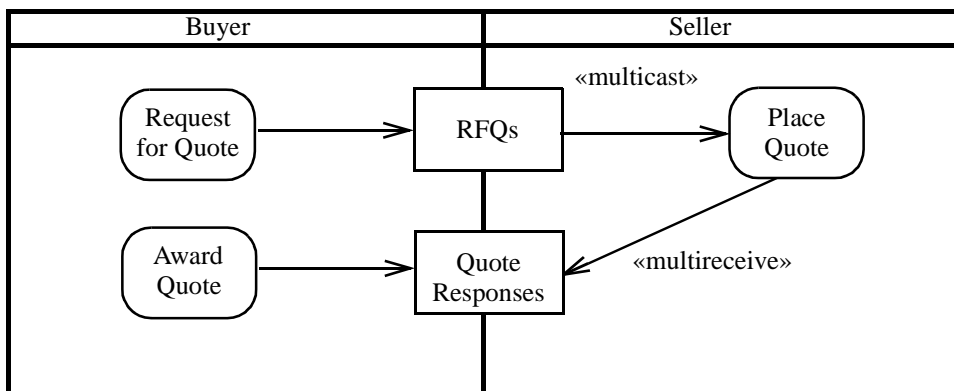 Buyer
Seller
«multicast»
Request
for Quote
RFQs
Place
Quote
Award
Quote
Quote
Responses
«multireceive»